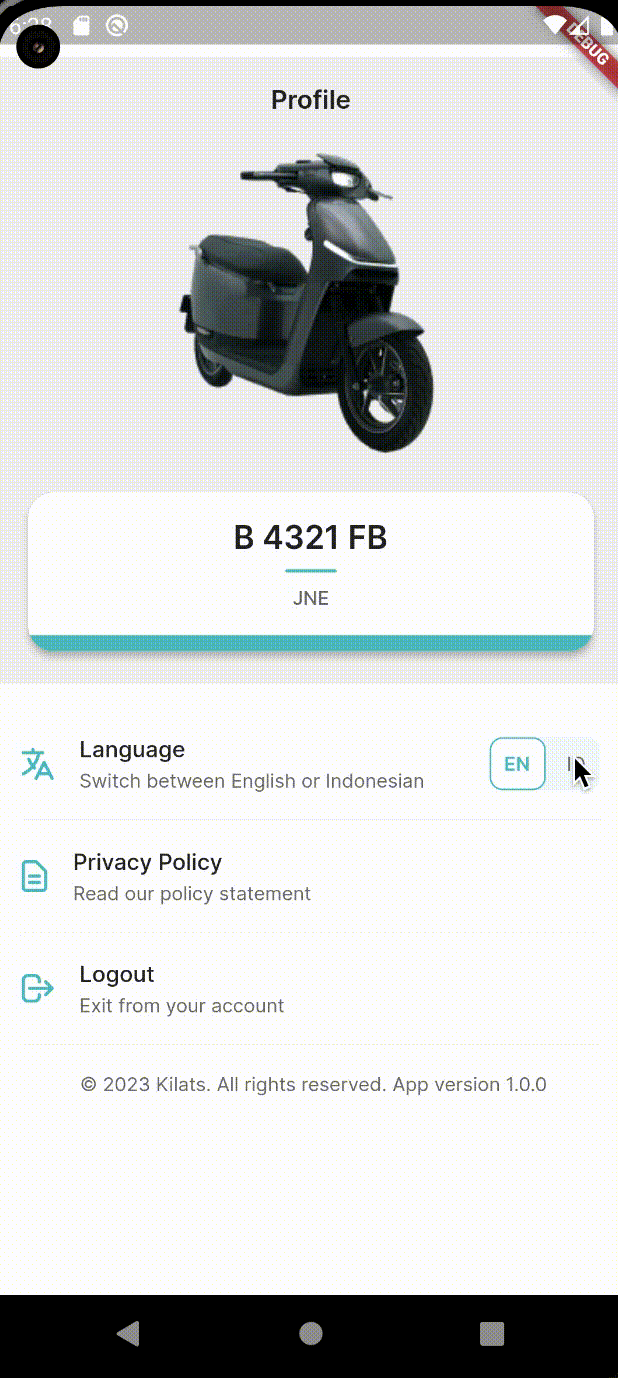 6:28
DEBUG
Profile
B 4321 FB
JNE
Language
Switch between English or Indonesian
EN
Privacy Policy
Read our policy statement
Logout
Exit from your account
© 2023 Kilats. All rights reserved. App version 1.0.0